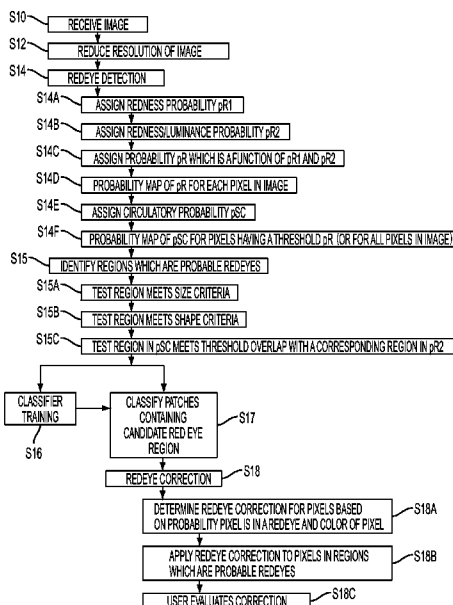 S10
RECEIVE IMAGE
S12
REDUCE RESOLUTION OF IMAGE
S14
REDEYE DETECTION
S14A
ASSIGN REDNESS PROBABILITY pR1
S14B
ASSIGN REDNESS/LUMINANCE PROBABILITY pR2
S14C
ASSIGN PROBABILITY pR WHICH IS A FUNCTION OF pR1 AND pR2
S14D
PROBABILITY MAP OF pR FOR EACH PIXEL IN IMAGE
S14E
ASSIGN CIRCULATORY PROBABILITY pSC
S14F
PROBABILITY MAP OF pSC FOR PIXELS HAVING A THRESHOLD pR (OR FOR ALL PIXELS IN IMAGE)
S15
IDENTIFY REGIONS WHICH ARE PROBABLE REDEYES
S15A
TEST REGION MEETS SIZE CRITERIA
S15B
TEST REGION MEETS SHAPE CRITERIA
S15C
TEST REGION IN pSC MEETS THRESHOLD OVERLAP WITH A CORRESPONDING REGION IN pR2
CLASSIFIER
TRAINING
S16
CLASSIFY PATCHES
CONTAINING
CANDIDATE RED EYE
REGION
S17
REDEYE CORRECTION
S18
DETERMINE REDEYE CORRECTION FOR PIXELS BASED
ON PROBABILITY PIXEL IS IN A REDEYE AND COLOR OF PIXEL
S18A
APPLY REDEYE CORRECTION TO PIXELS IN REGIONS
WHICH ARE PROBABLE REDEYES
S18B
USER EVALUATES CORRECTION
S18C